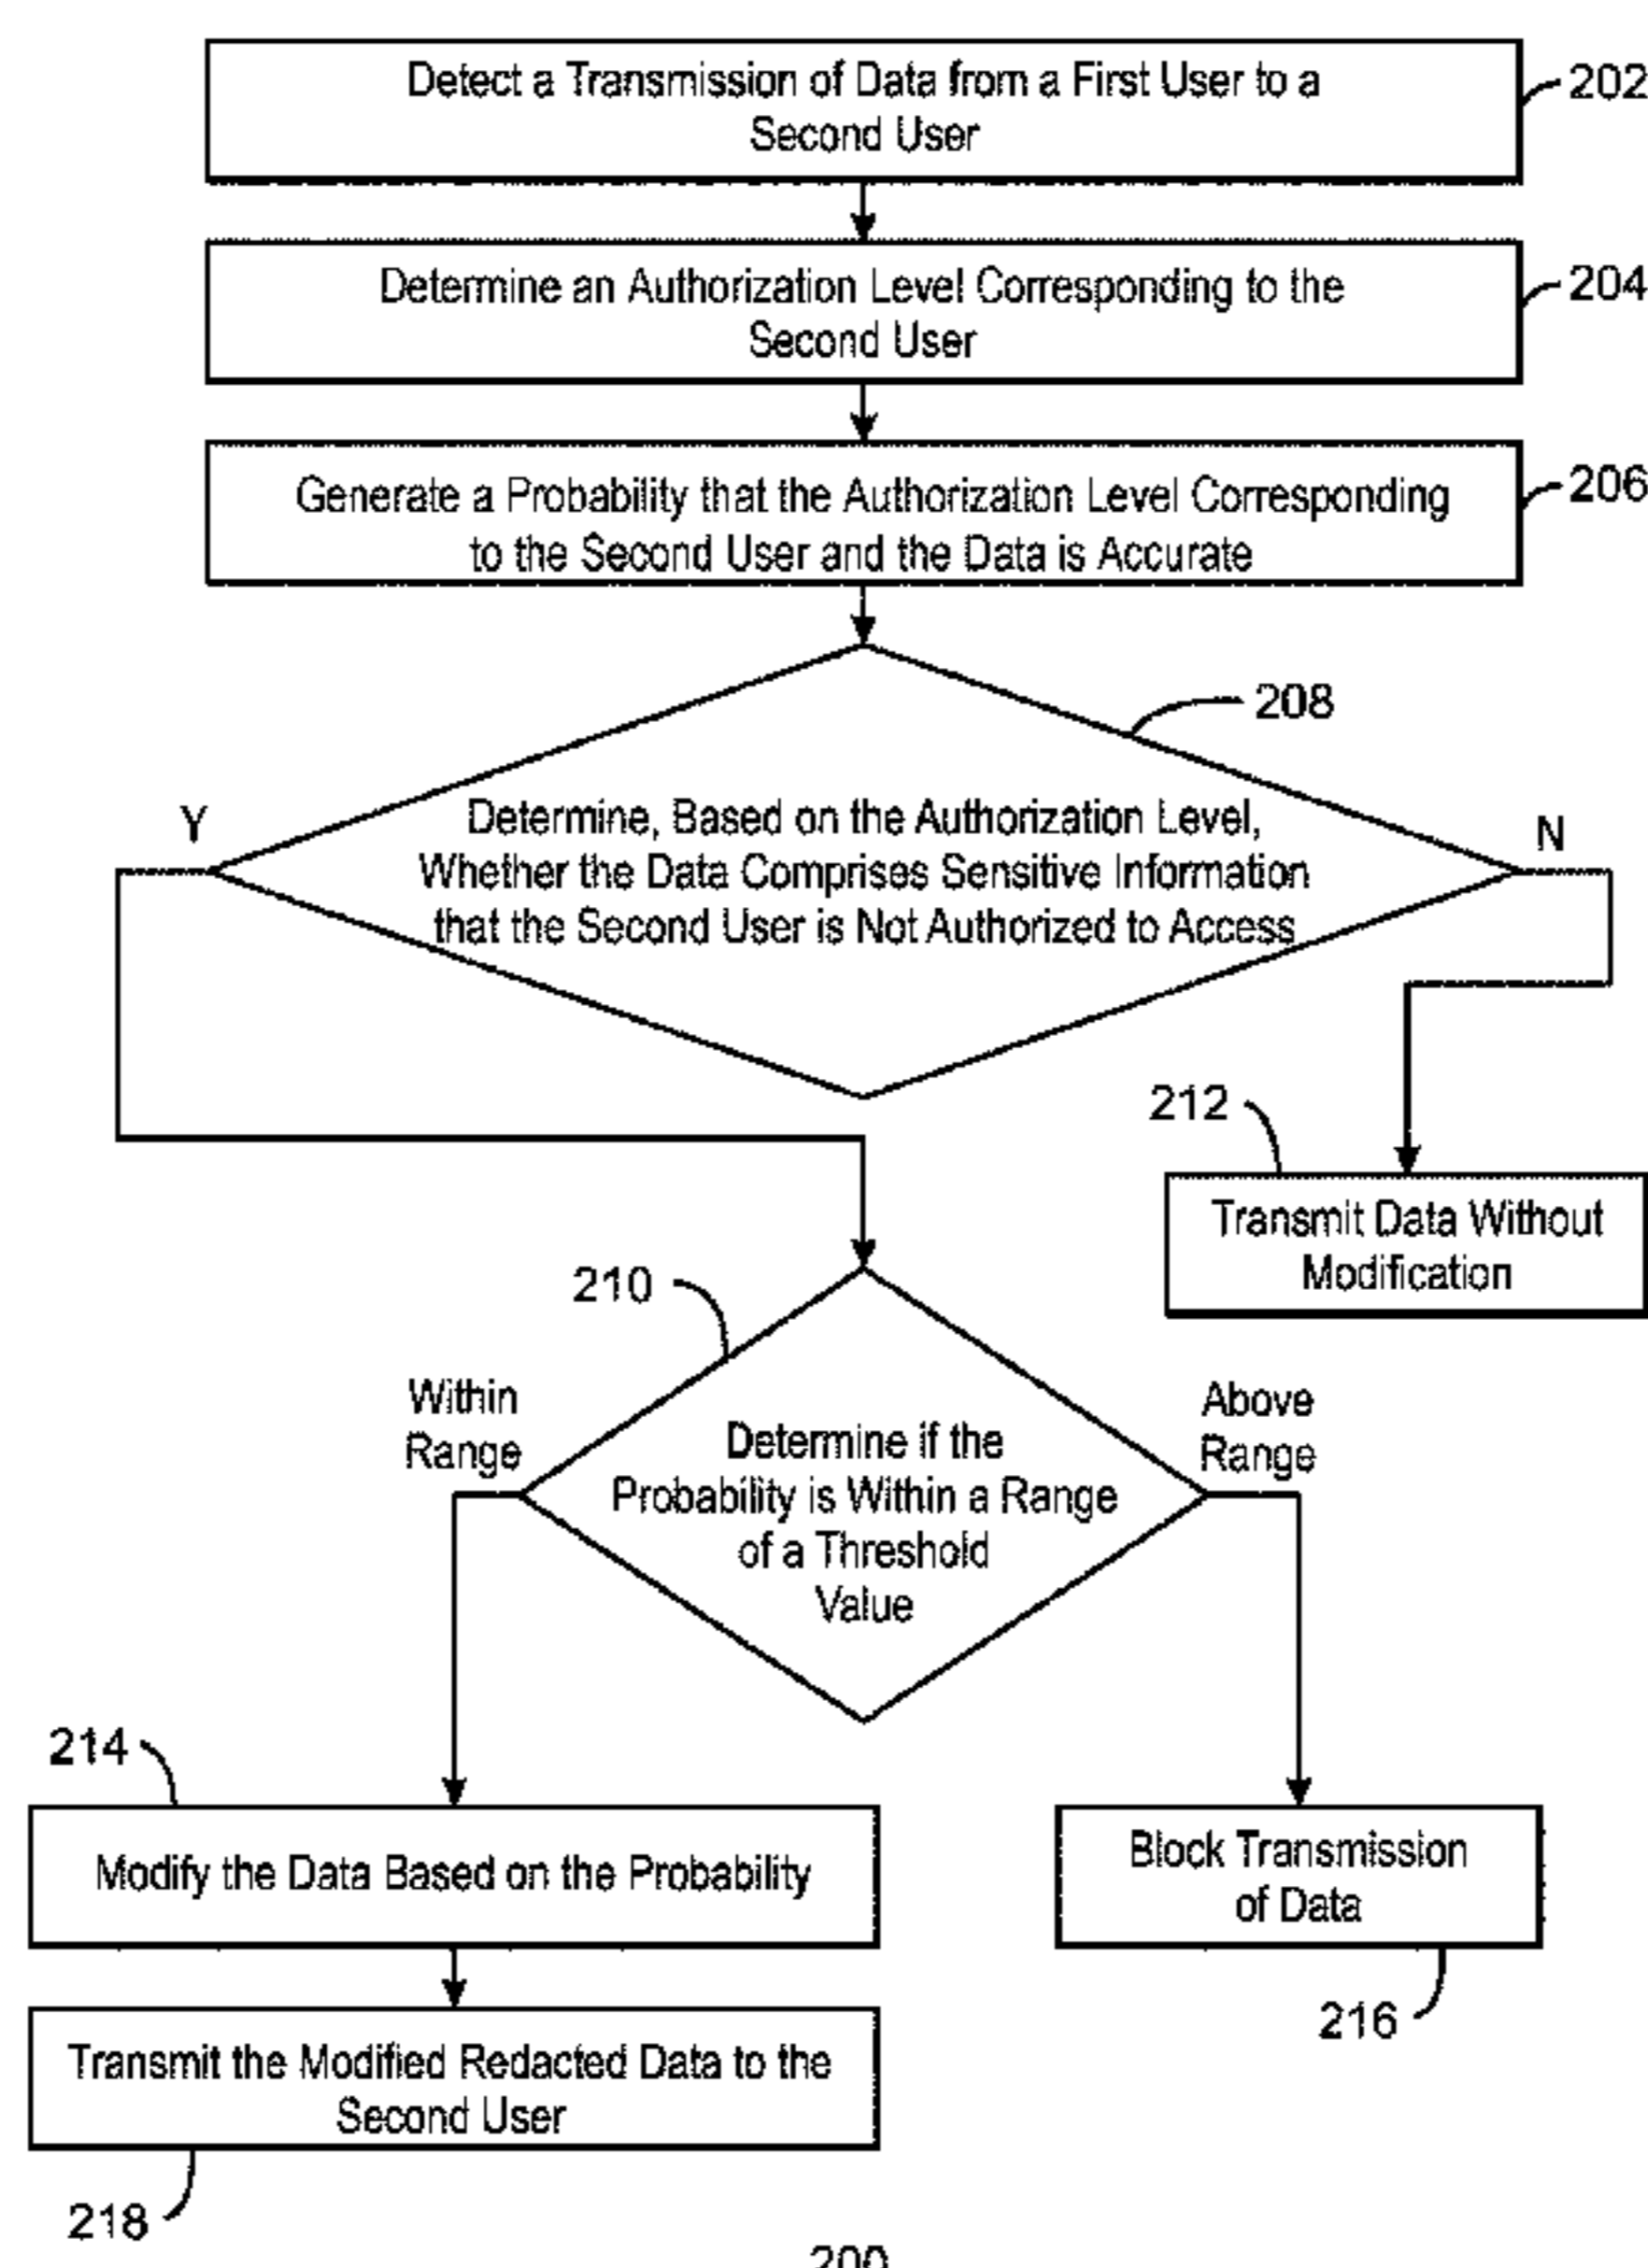 Detect a Transmission of Data from a First User to a
Second User
202
Determine an Authorization Level Corresponding to the
Second User
204
Generate a Probability that the Authorization Level Corresponding
to the Second User and the Data is Accurate
206
208
Y
N
Determine, Based on the Authorization Level,
Whether the Data Comprises Sensitive Information
that the Second User is Not Authorized to Access
212
Transmit Data Without
Modification
210
Within
Range
Above
Range
Determine if the
Probability is Within a Range
of a Threshold
Value
214
Modify the Data Based on the Probability
Block Transmission
of Data
216
Transmit the Modified Redacted Data to the
Second User
218
200